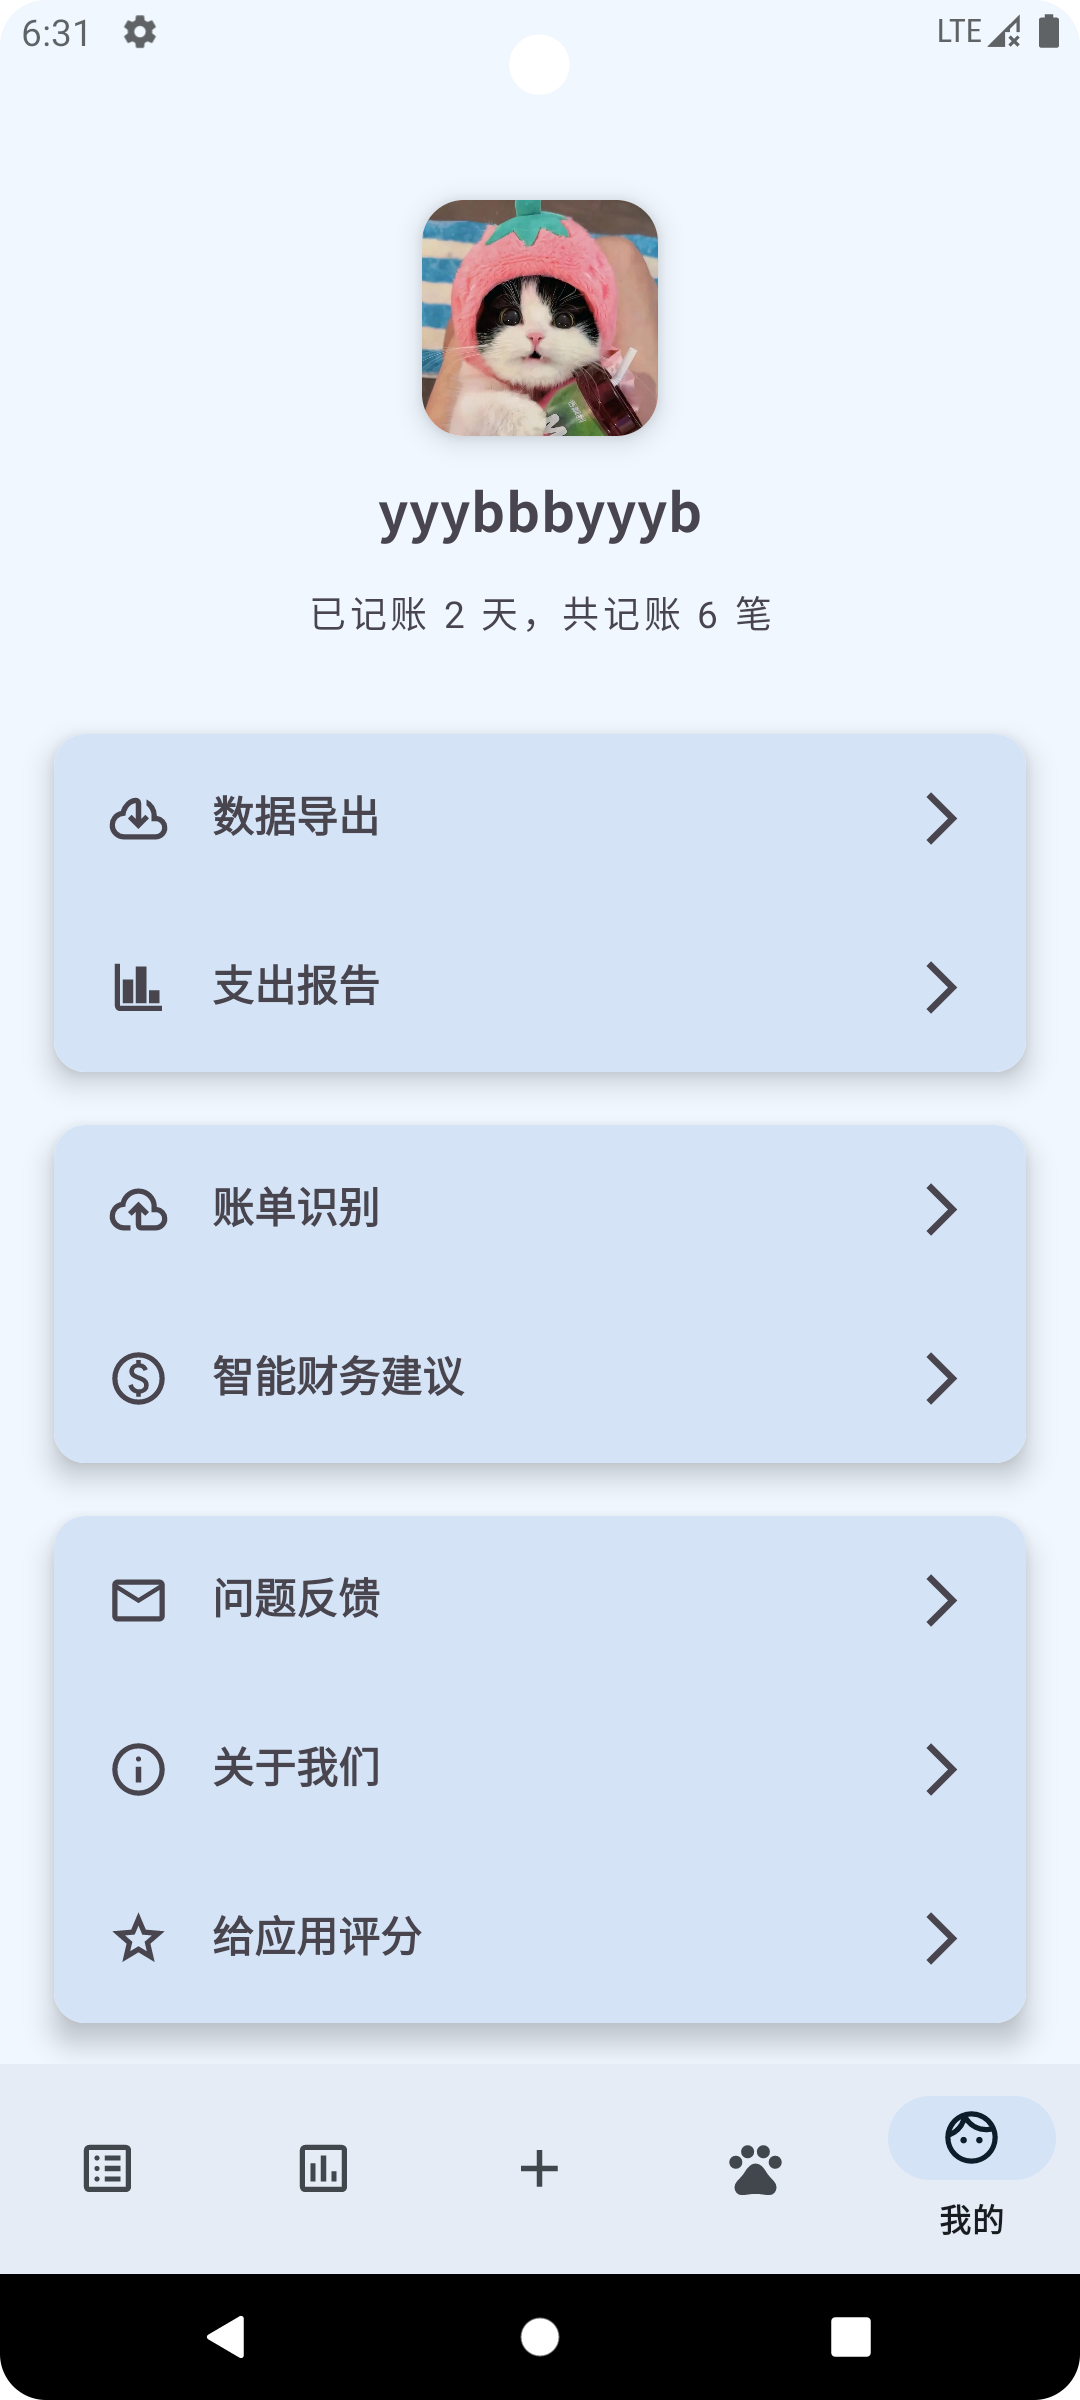 6:31
LTE
yyybbbyyyb
已记账 2 天，共记账 6 笔
数据导出
支出报告
账单识别
智能财务建议
问题反馈
关于我们
给应用评分
我的